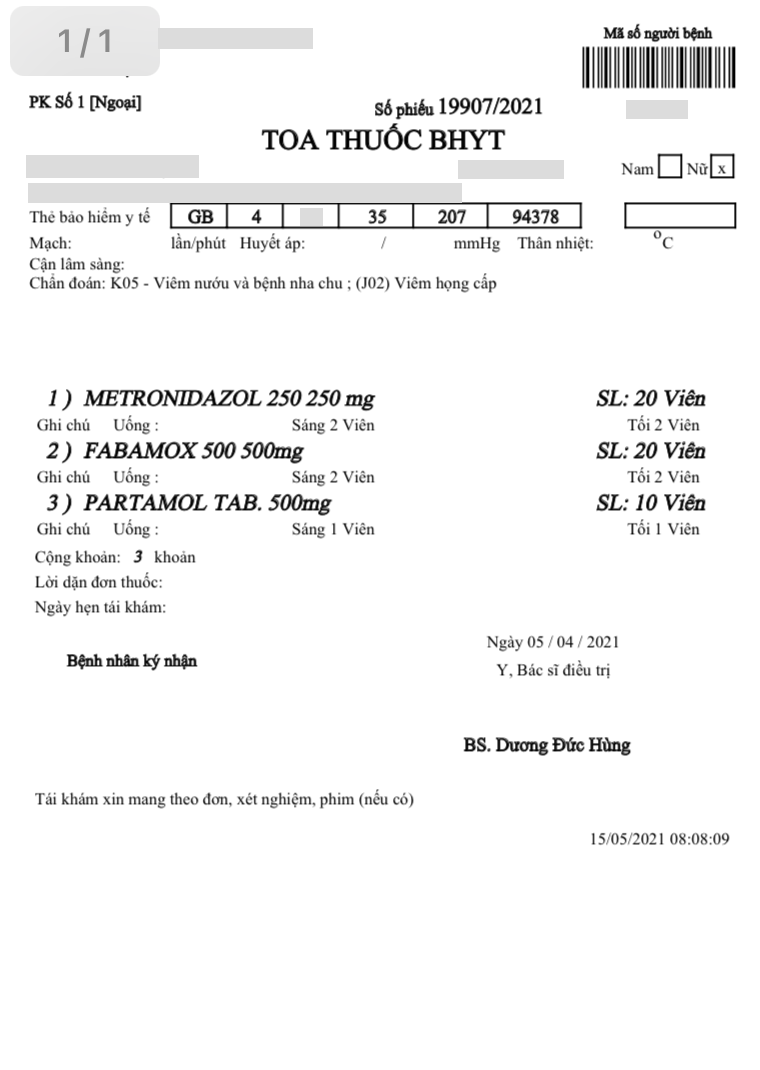 1/1
Mã số người bệnh
PK Số 1 [Ngoại]
Số phiếu 19907/2021
TOA THUỐC BHYT
Nam Nữ x
Thẻ bảo hiểm y tế GB 4 35 207 94378
Mạch: lần/phút Huyết áp: / mmHg Thân nhiệt: °C
Cận lâm sàng:
Chẩn đoán: K05 - Viêm nướu và bệnh nha chu ; (J02) Viêm họng cấp
1 ) METRONIDAZOL 250 250 mg SL: 20 Viên
Ghi chú Uống : Sáng 2 Viên Tối 2 Viên
2 ) FABAMOX 500 500mg SL: 20 Viên
Ghi chú Uống : Sáng 2 Viên Tối 2 Viên
3 ) PARTAMOL TAB. 500mg SL: 10 Viên
Ghi chú Uống : Sáng 1 Viên Tối 1 Viên
Cộng khoản: 3 khoản
Lời dặn đơn thuốc:
Ngày hẹn tái khám:
Ngày 05 / 04 / 2021
Bệnh nhân ký nhận
Y, Bác sĩ điều trị
BS. Dương Đức Hùng
Tái khám xin mang theo đơn, xét nghiệm, phim (nếu có)
15/05/2021 08:08:09